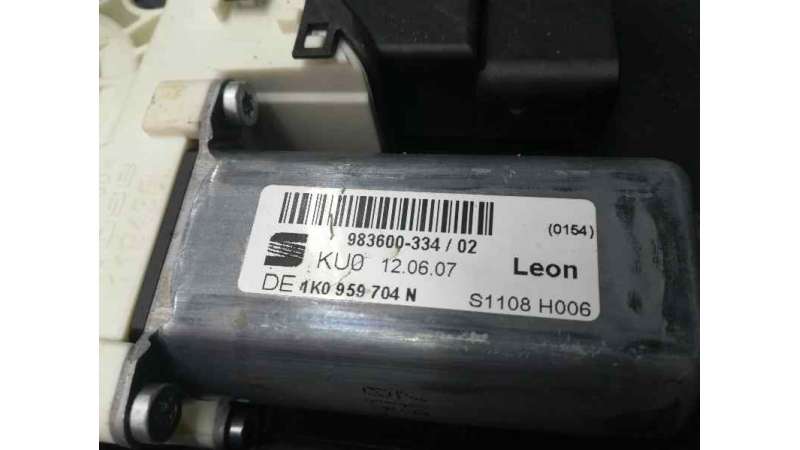 983600-334 / 02
(0154)
KU0 12.06.07 Leon
DE 1K0 959 704 N S1108 H006